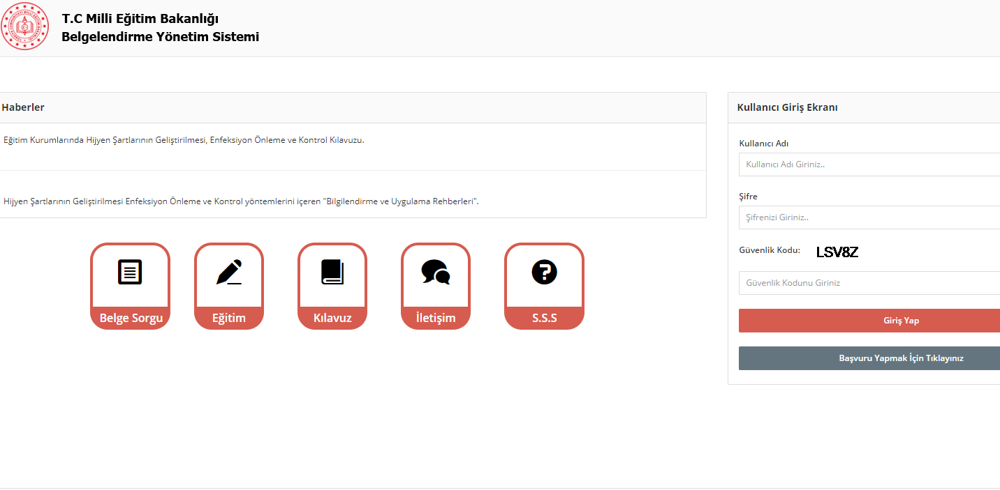 T.C Milli Eğitim Bakanlığı
Belgelendirme Yönetim Sistemi
Haberler
Eğitim Kurumlarında Hijyen Şartlarının Geliştirilmesi, Enfeksiyon Önleme ve Kontrol Kılavuzu.
Hijyen Şartlarının Geliştirilmesi Enfeksiyon Önleme ve Kontrol yöntemlerini içeren "Bilgilendirme ve Uygulama Rehberleri".
Belge Sorgu
Eğitim
Kılavuz
İletişim
S.S.S
Kullanıcı Giriş Ekranı
Kullanıcı Adı
Kullanıcı Adı Giriniz..
Şifre
Şifrenizi Giriniz..
Güvenlik Kodu: LSV8Z
Güvenlik Kodunu Giriniz
Giriş Yap
Başvuru Yapmak İçin Tıklayınız